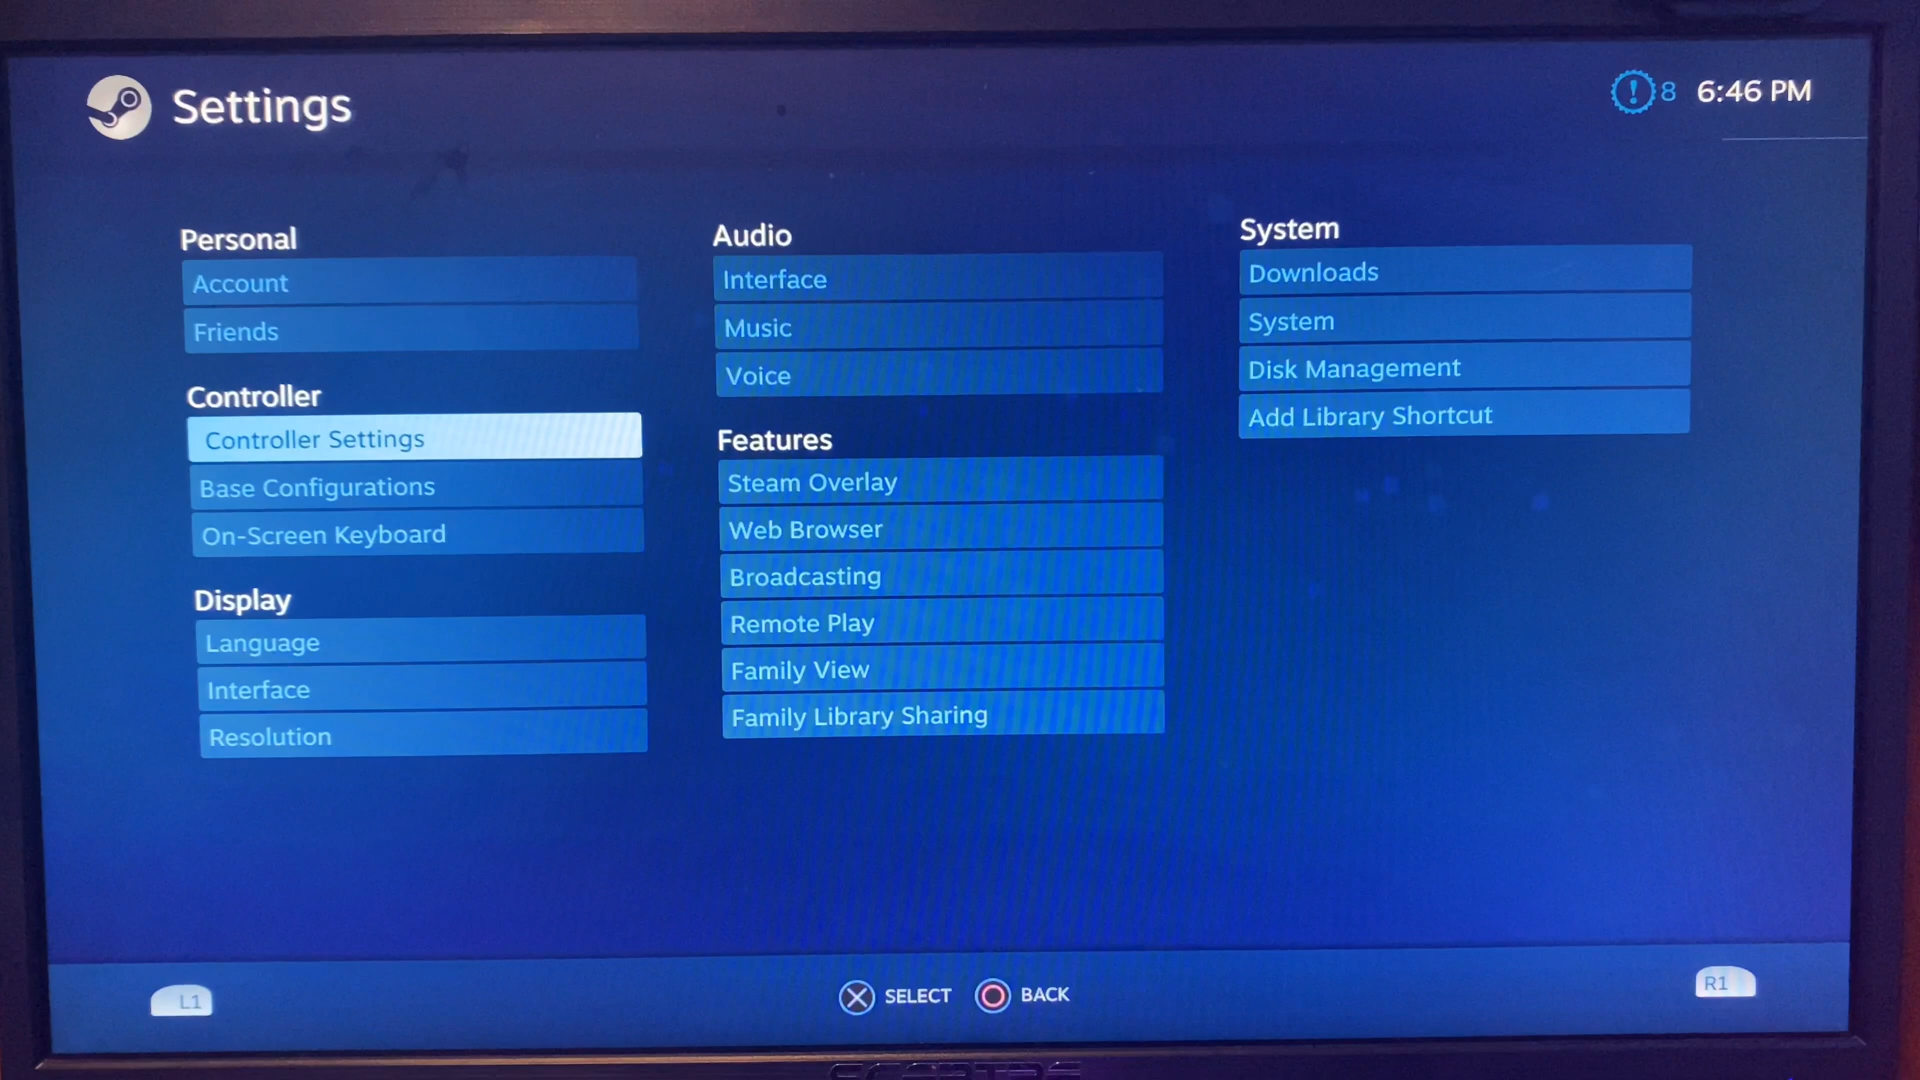 Settings
8 6:46 PM
Personal
Account
Friends
Controller
Controller Settings
Base Configurations
On-Screen Keyboard
Display
Language
Interface
Resolution
Audio
Interface
Music
Voice
Features
Steam Overlay
Web Browser
Broadcasting
Remote Play
Family View
Family Library Sharing
System
Downloads
System
Disk Management
Add Library Shortcut
L1
SELECT BACK
R1
SCEPTRE